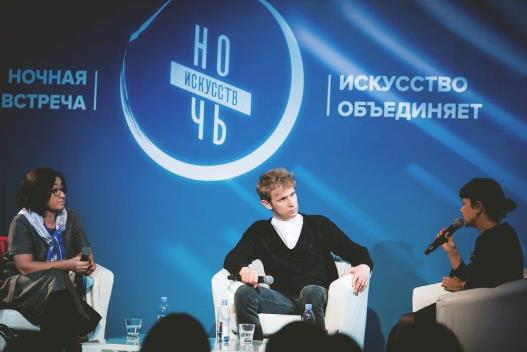 НОЧНАЯ
ВСТРЕЧА
НО
ИСКУССТВ
ЧЬ
ИСКУССТВО
ОБЪЕДИНЯЕТ